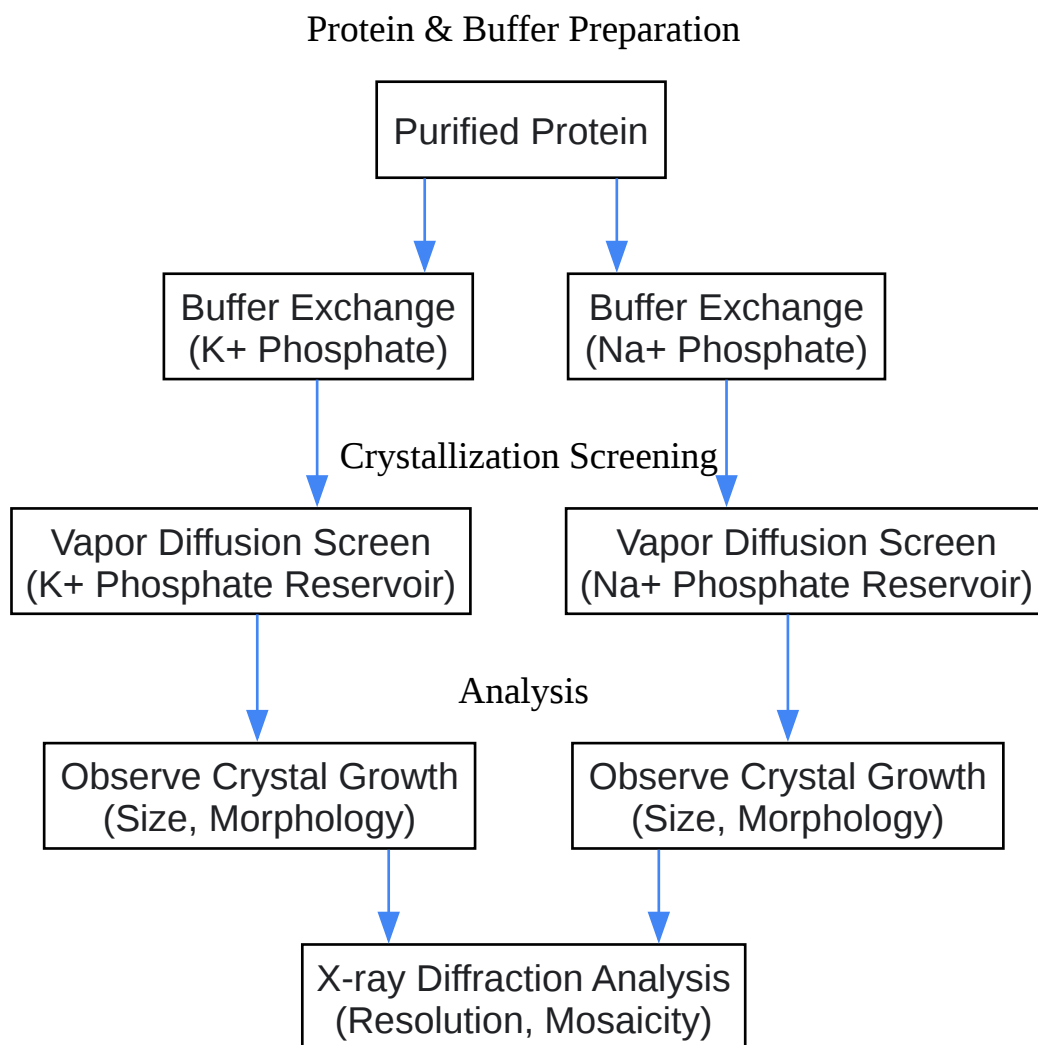 Protein & Buffer Preparation
Purified Protein
Buffer Exchange
(K+ Phosphate)
Buffer Exchange
(Na+ Phosphate)
Crystallization Screening
Vapor Diffusion Screen
(K+ Phosphate Reservoir)
Vapor Diffusion Screen
(Na+ Phosphate Reservoir)
Analysis
Observe Crystal Growth
(Size, Morphology)
Observe Crystal Growth
(Size, Morphology)
X-ray Diffraction Analysis
(Resolution, Mosaicity)